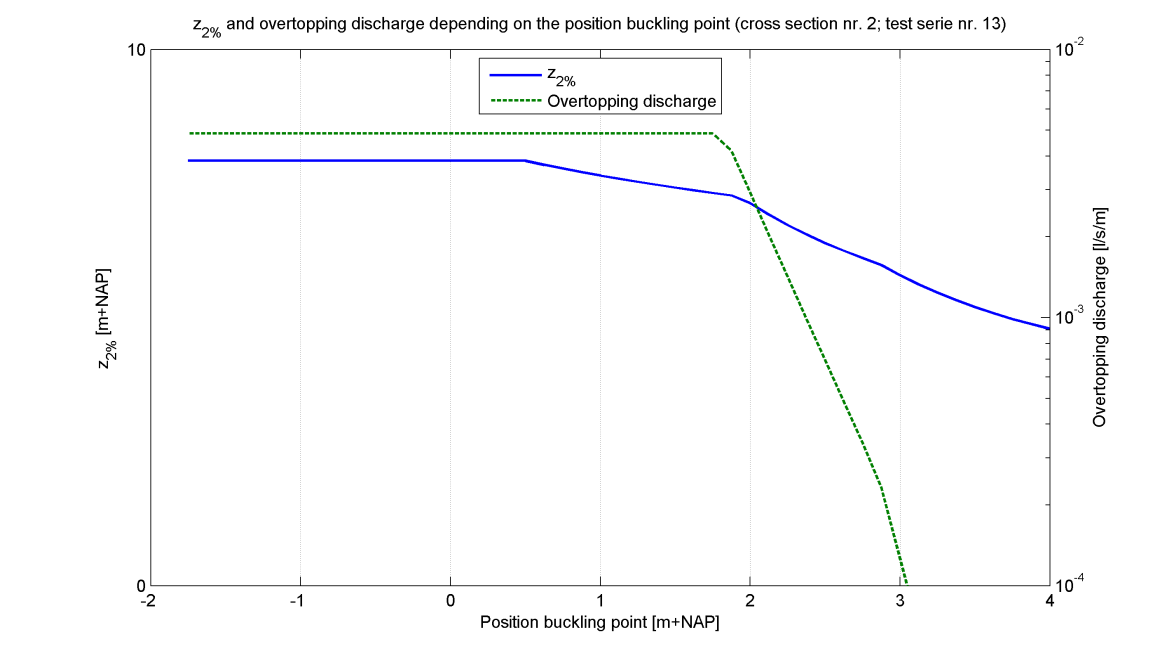 z2% and overtopping discharge depending on the position buckling point (cross section nr. 2; test serie nr. 13)
10
10-2
z2%
Overtopping discharge
z2% [m+NAP]
10-3
Overtopping discharge [l/s/m]
0
10-4
-2 -1 0 1 2 3 4
Position buckling point [m+NAP]